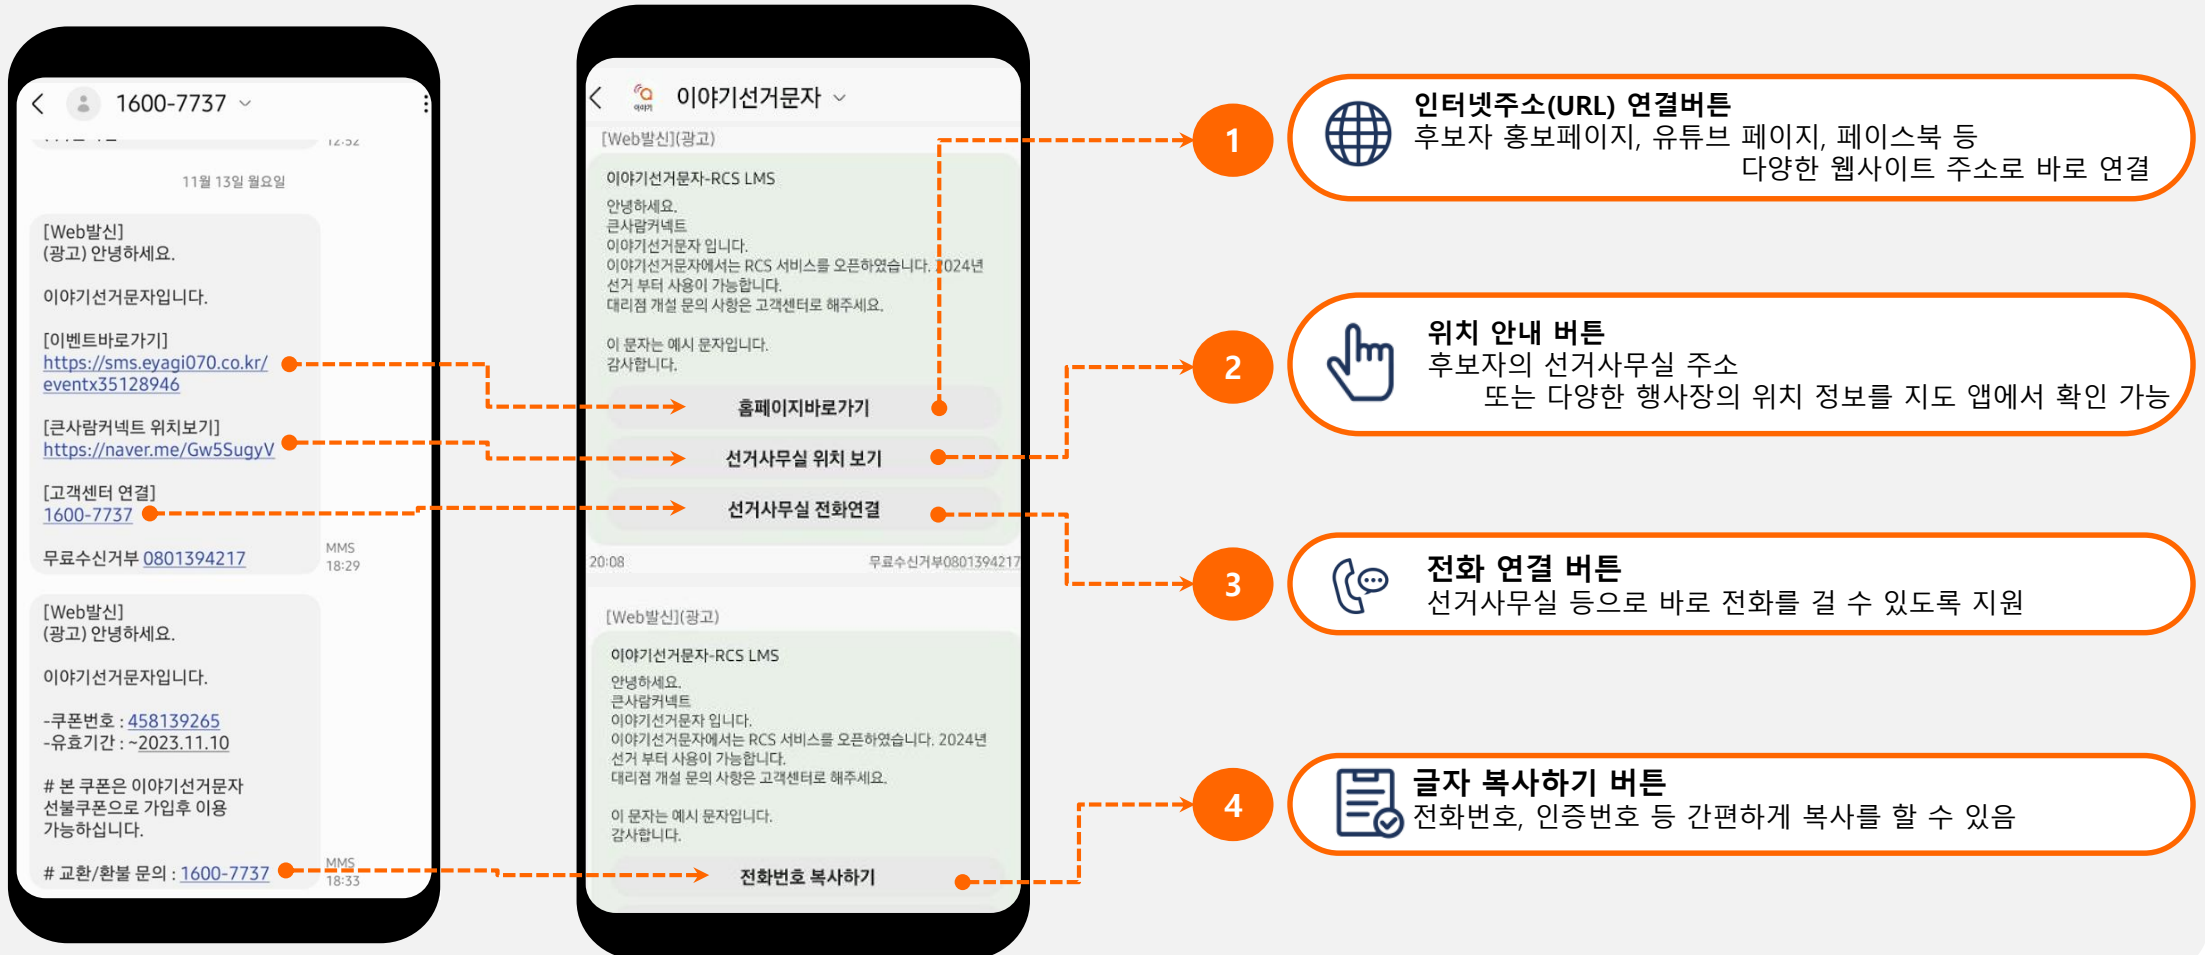 1600-7737
12:52
11월 13일 월요일
[Web발신]
(광고) 안녕하세요.
이야기선거문자입니다.
[이벤트바로가기]
https://sms.eyagi070.co.kr/
eventx35128946
[큰사람커넥트 위치보기]
https://naver.me/Gw5SugyV
[고객센터 연결]
1600-7737
무료수신거부 0801394217
MMS
18:29
[Web발신]
(광고) 안녕하세요.
이야기선거문자입니다.
-쿠폰번호 : 458139265
-유효기간 : ~2023.11.10
# 본 쿠폰은 이야기선거문자
선불쿠폰으로 가입후 이용
가능하십니다.
# 교환/환불 문의 : 1600-7737
MMS
18:33
이야기
이야기선거문자
[Web발신](광고)
이야기선거문자-RCS LMS
안녕하세요.
큰사람커넥트
이야기선거문자 입니다.
이야기선거문자에서는 RCS 서비스를 오픈하였습니다. 2024년
선거 부터 사용이 가능합니다.
대리점 개설 문의 사항은 고객센터로 해주세요.
이 문자는 예시 문자입니다.
감사합니다.
홈페이지바로가기
선거사무실 위치 보기
선거사무실 전화연결
20:08
무료수신거부0801394217
[Web발신](광고)
이야기선거문자-RCS LMS
안녕하세요.
큰사람커넥트
이야기선거문자 입니다.
이야기선거문자에서는 RCS 서비스를 오픈하였습니다. 2024년
선거 부터 사용이 가능합니다.
대리점 개설 문의 사항은 고객센터로 해주세요.
이 문자는 예시 문자입니다.
감사합니다.
전화번호 복사하기
1
인터넷주소(URL) 연결버튼
후보자 홍보페이지, 유튜브 페이지, 페이스북 등
다양한 웹사이트 주소로 바로 연결
2
위치 안내 버튼
후보자의 선거사무실 주소
또는 다양한 행사장의 위치 정보를 지도 앱에서 확인 가능
3
전화 연결 버튼
선거사무실 등으로 바로 전화를 걸 수 있도록 지원
4
글자 복사하기 버튼
전화번호, 인증번호 등 간편하게 복사를 할 수 있음